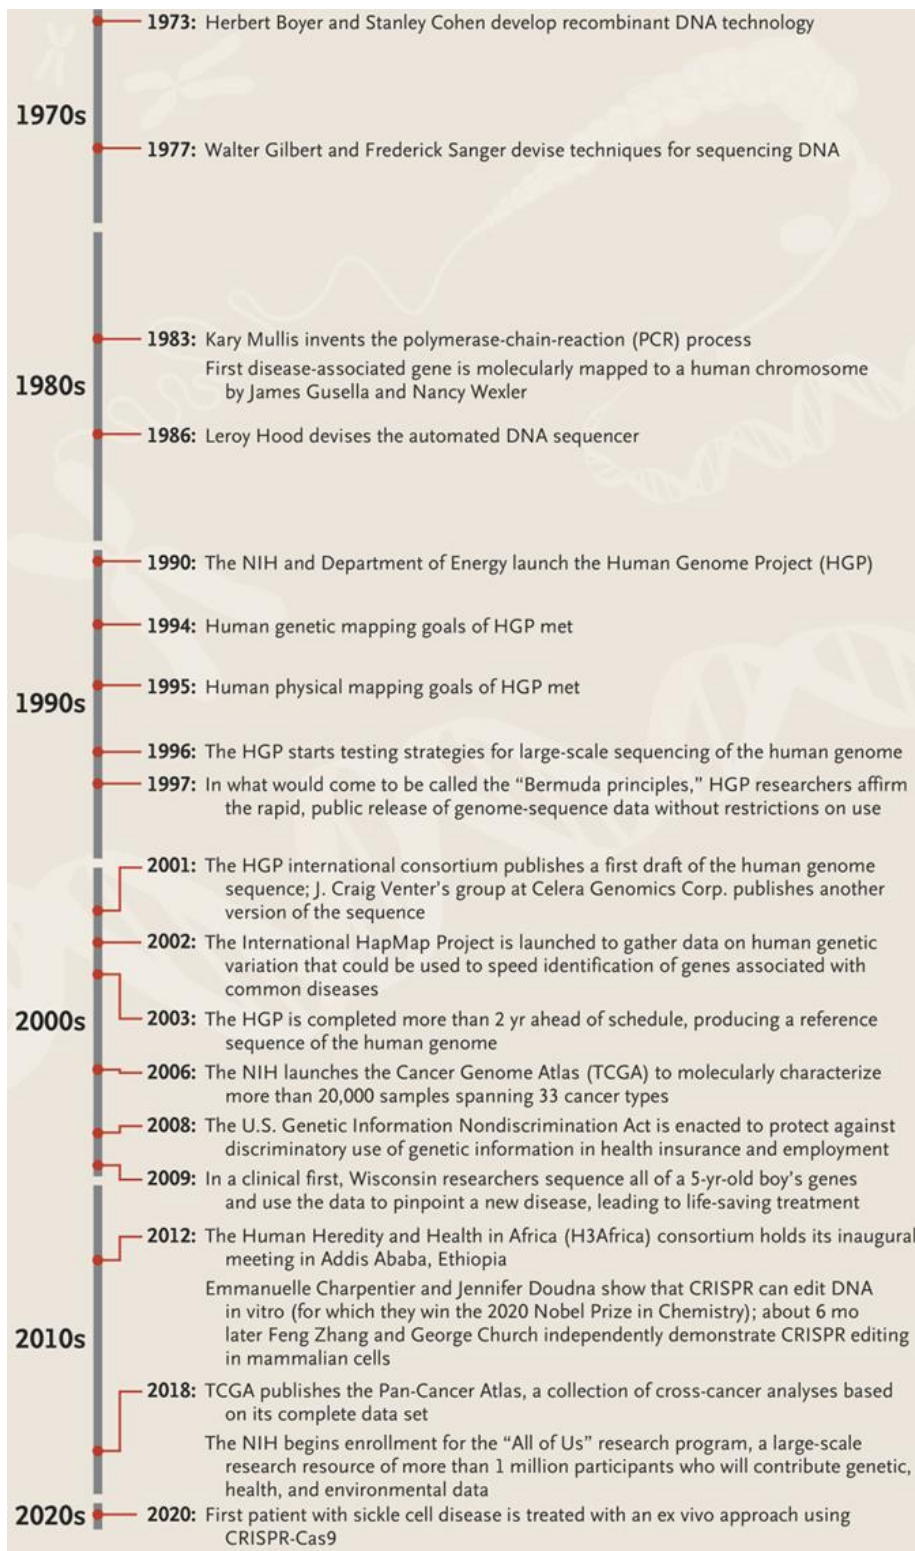 1973: Herbert Boyer and Stanley Cohen develop recombinant DNA technology
1970s
1977: Walter Gilbert and Frederick Sanger devise techniques for sequencing DNA
1983: Kary Mullis invents the polymerase-chain-reaction (PCR) process
First disease-associated gene is molecularly mapped to a human chromosome
by James Gusella and Nancy Wexler
1980s
1986: Leroy Hood devises the automated DNA sequencer
1990: The NIH and Department of Energy launch the Human Genome Project (HGP)
1994: Human genetic mapping goals of HGP met
1995: Human physical mapping goals of HGP met
1990s
1996: The HGP starts testing strategies for large-scale sequencing of the human genome
1997: In what would come to be called the “Bermuda principles,” HGP researchers affirm
the rapid, public release of genome-sequence data without restrictions on use
2001: The HGP international consortium publishes a first draft of the human genome
sequence; J. Craig Venter’s group at Celera Genomics Corp. publishes another
version of the sequence
2002: The International HapMap Project is launched to gather data on human genetic
variation that could be used to speed identification of genes associated with
common diseases
2000s
2003: The HGP is completed more than 2 yr ahead of schedule, producing a reference
sequence of the human genome
2006: The NIH launches the Cancer Genome Atlas (TCGA) to molecularly characterize
more than 20,000 samples spanning 33 cancer types
2008: The U.S. Genetic Information Nondiscrimination Act is enacted to protect against
discriminatory use of genetic information in health insurance and employment
2009: In a clinical first, Wisconsin researchers sequence all of a 5-yr-old boy’s genes
and use the data to pinpoint a new disease, leading to life-saving treatment
2012: The Human Heredity and Health in Africa (H3Africa) consortium holds its inaugural
meeting in Addis Ababa, Ethiopia
Emmanuelle Charpentier and Jennifer Doudna show that CRISPR can edit DNA
in vitro (for which they win the 2020 Nobel Prize in Chemistry); about 6 mo
later Feng Zhang and George Church independently demonstrate CRISPR editing
in mammalian cells
2010s
2018: TCGA publishes the Pan-Cancer Atlas, a collection of cross-cancer analyses based
on its complete data set
The NIH begins enrollment for the “All of Us” research program, a large-scale
research resource of more than 1 million participants who will contribute genetic,
health, and environmental data
2020s
2020: First patient with sickle cell disease is treated with an ex vivo approach using
CRISPR-Cas9